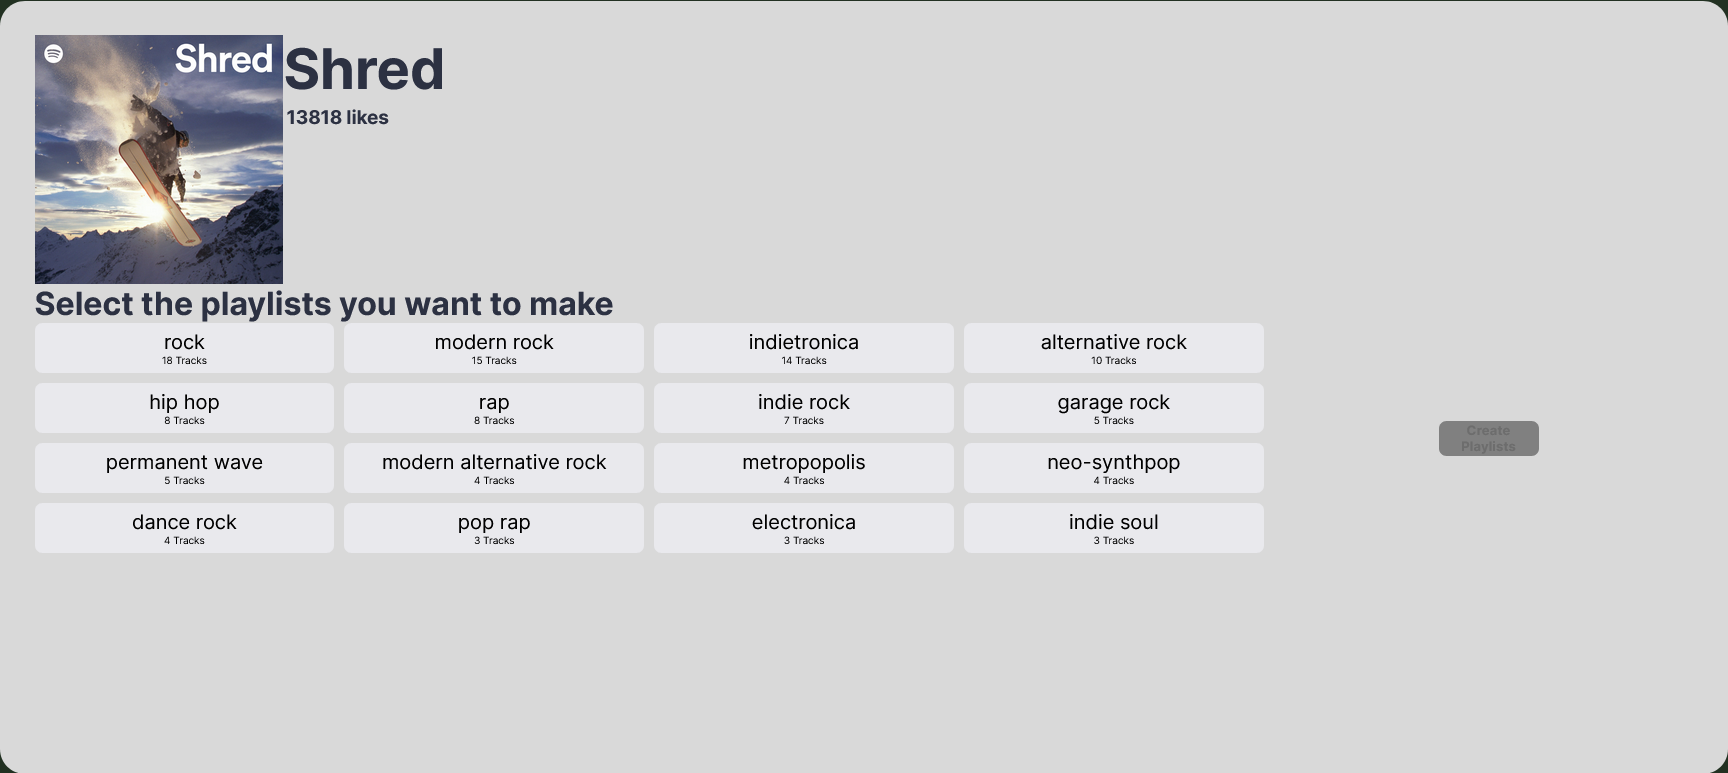 Shred
Shred
13818 likes
Select the playlists you want to make
rock
18 Tracks
modern rock
15 Tracks
indietronica
14 Tracks
alternative rock
10 Tracks
hip hop
8 Tracks
rap
8 Tracks
indie rock
7 Tracks
garage rock
5 Tracks
permanent wave
5 Tracks
modern alternative rock
4 Tracks
metropopolis
4 Tracks
neo-synthpop
4 Tracks
dance rock
4 Tracks
pop rap
3 Tracks
electronica
3 Tracks
indie soul
3 Tracks
Create
Playlists